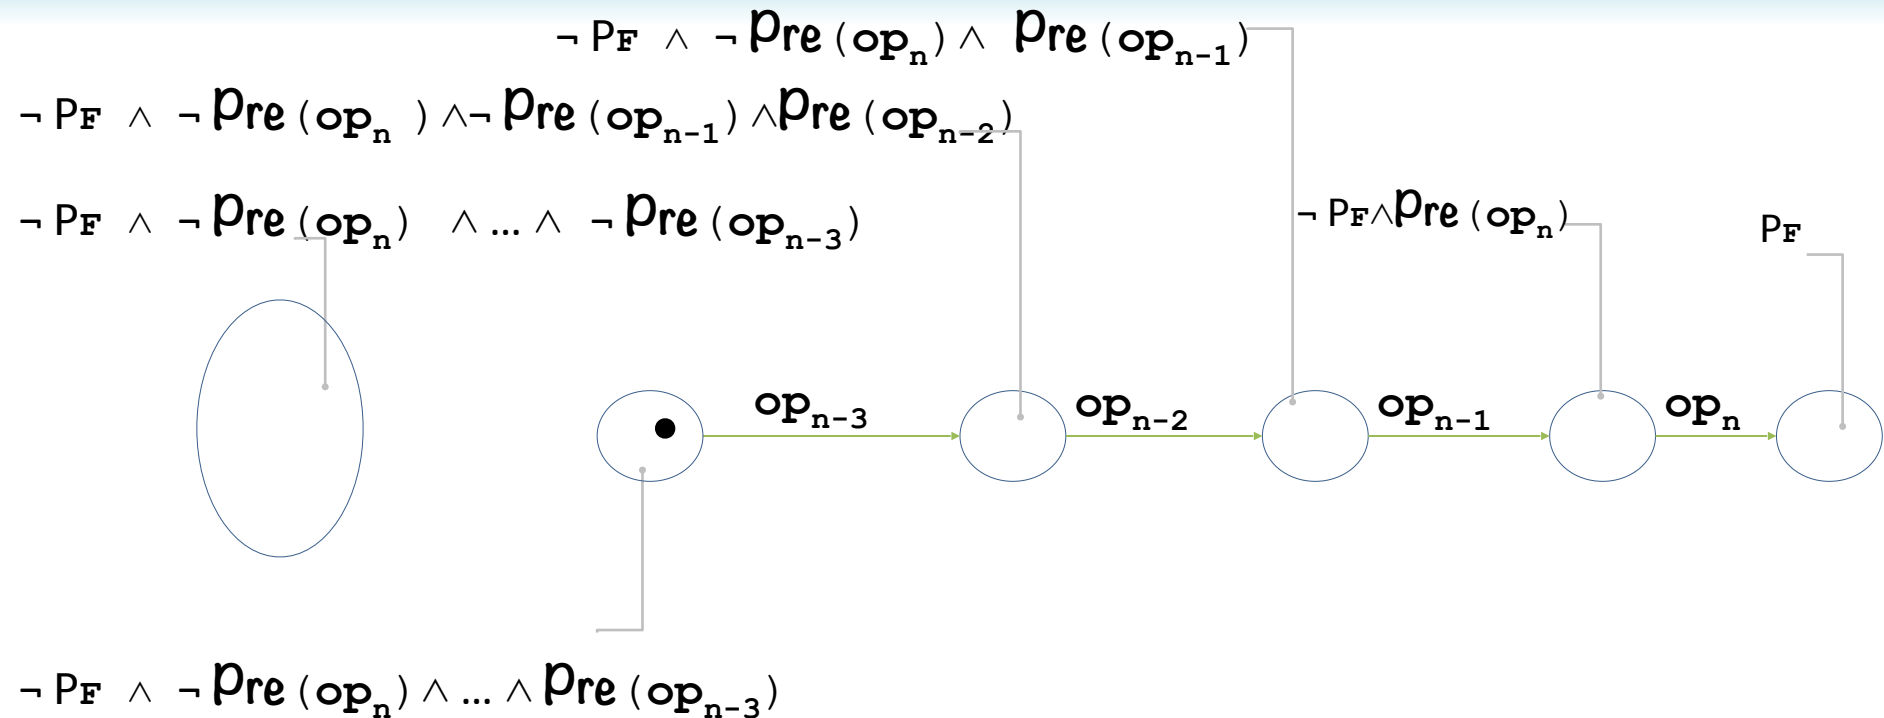 ¬ PF ∧ ¬ Pre (opₙ) ∧ Pre (opₙ₋₁)
¬ PF ∧ ¬ Pre (opₙ ) ∧¬ Pre (opₙ₋₁) ∧Pre (opₙ₋₂)
¬ PF ∧ ¬ Pre (opₙ) ∧ … ∧ ¬ Pre (opₙ₋₃)
¬ PF∧Pre (opₙ)
PF
opₙ₋₃
opₙ₋₂
opₙ₋₁
opₙ
¬ PF ∧ ¬ Pre (opₙ) ∧ … ∧ Pre (opₙ₋₃)